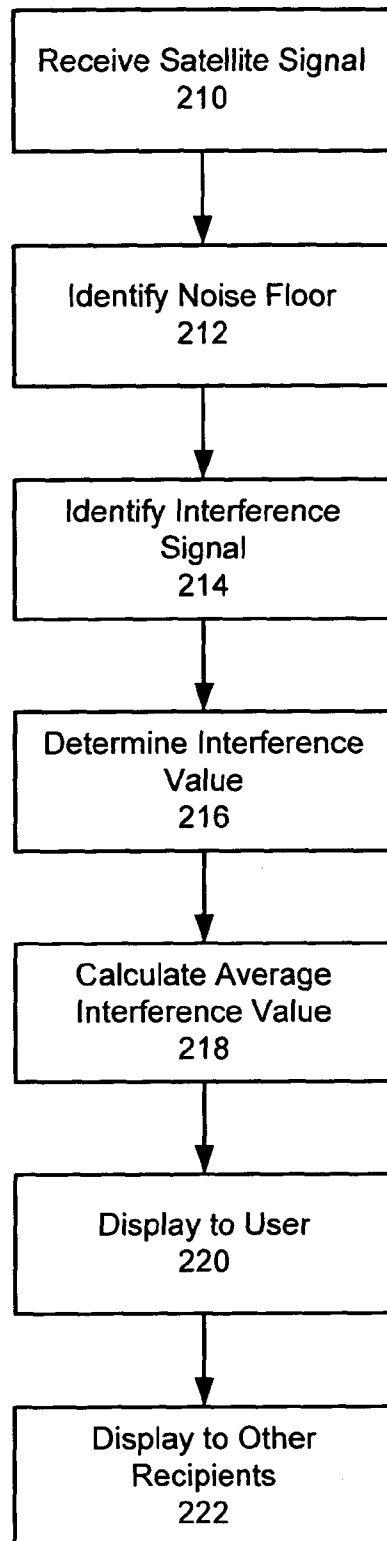 Receive Satellite Signal
210
Identify Noise Floor
212
Identify Interference
Signal
214
Determine Interference
Value
216
Calculate Average
Interference Value
218
Display to User
220
Display to Other
Recipients
222